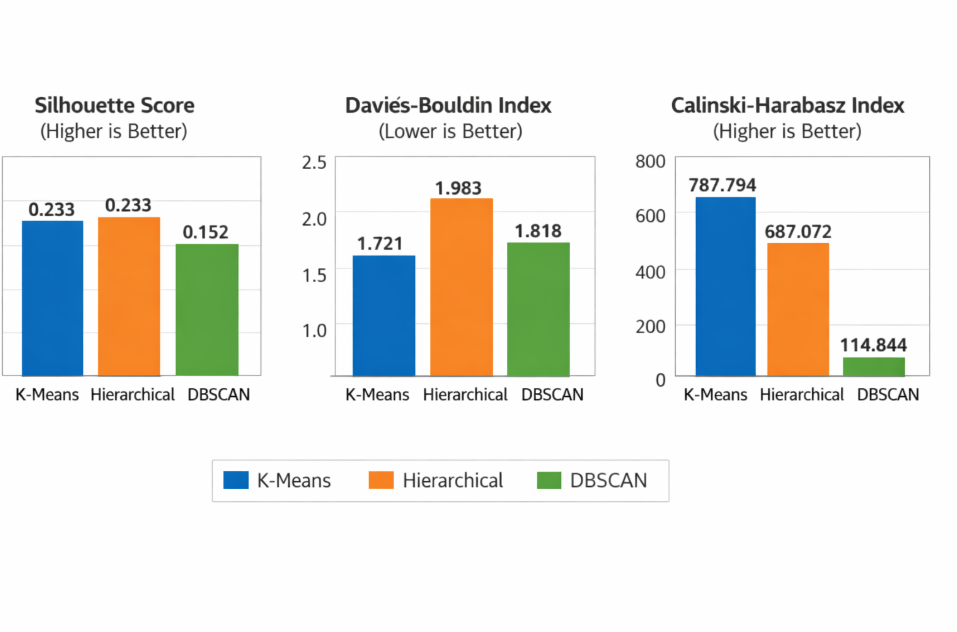 Silhouette Score
(Higher is Better)
0.233
0.233
0.152
K-Means Hierarchical DBSCAN
Davies-Bouldin Index
(Lower is Better)
2.5
2.0
1.5
1.0
1.721
1.983
1.818
K-Means Hierarchical DBSCAN
Calinski-Harabasz Index
(Higher is Better)
800
600
400
200
0
787.794
687.072
114.844
K-Means Hierarchical DBSCAN
K-Means Hierarchical DBSCAN